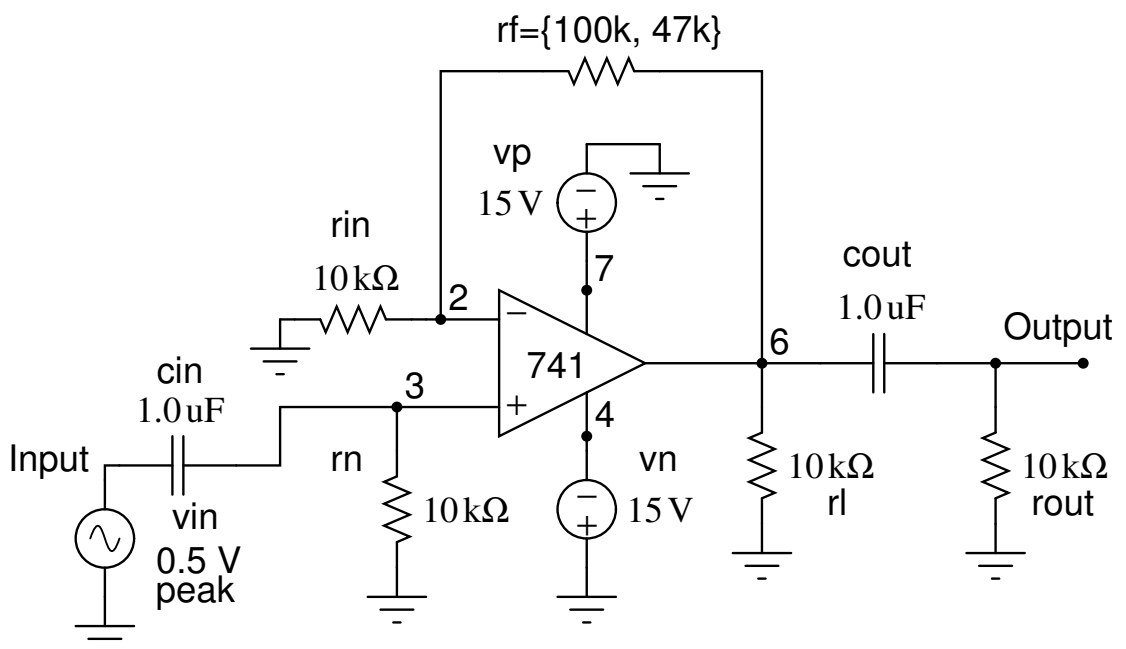 rf={100k, 47k}
vp
15 V
− +
rin
10 kΩ
7
2
cout
1.0 uF
−
Output
741
6
cin
1.0 uF
3
+
4
Input
rn
vn
10 kΩ
10 kΩ
rl
rout
10 kΩ
− +
15 V
vin
0.5 V
peak